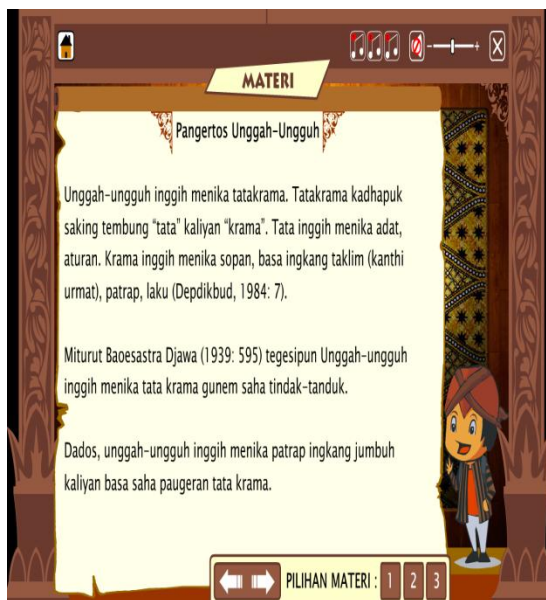 MATERI
Pangertos Unggah-Ungguh
Unggah-ungguh inggih menika tatakrama. Tatakrama kadhapuk
saking tembung “tata” kaliyan “krama”. Tata inggih menika adat,
aturan. Krama inggih menika sopan, basa ingkang taklim (kanthi
urmat), patrap, laku (Depdikbud, 1984: 7).
Miturut Baoesastra Djawa (1939: 595) tegesipun Unggah-ungguh
inggih menika tata krama gunem saha tindak-tanduk.
Dados, unggah-ungguh inggih menika patrap ingkang jumbuh
kaliyan basa saha paugeran tata krama.
PILIHAN MATERI : 1 2 3